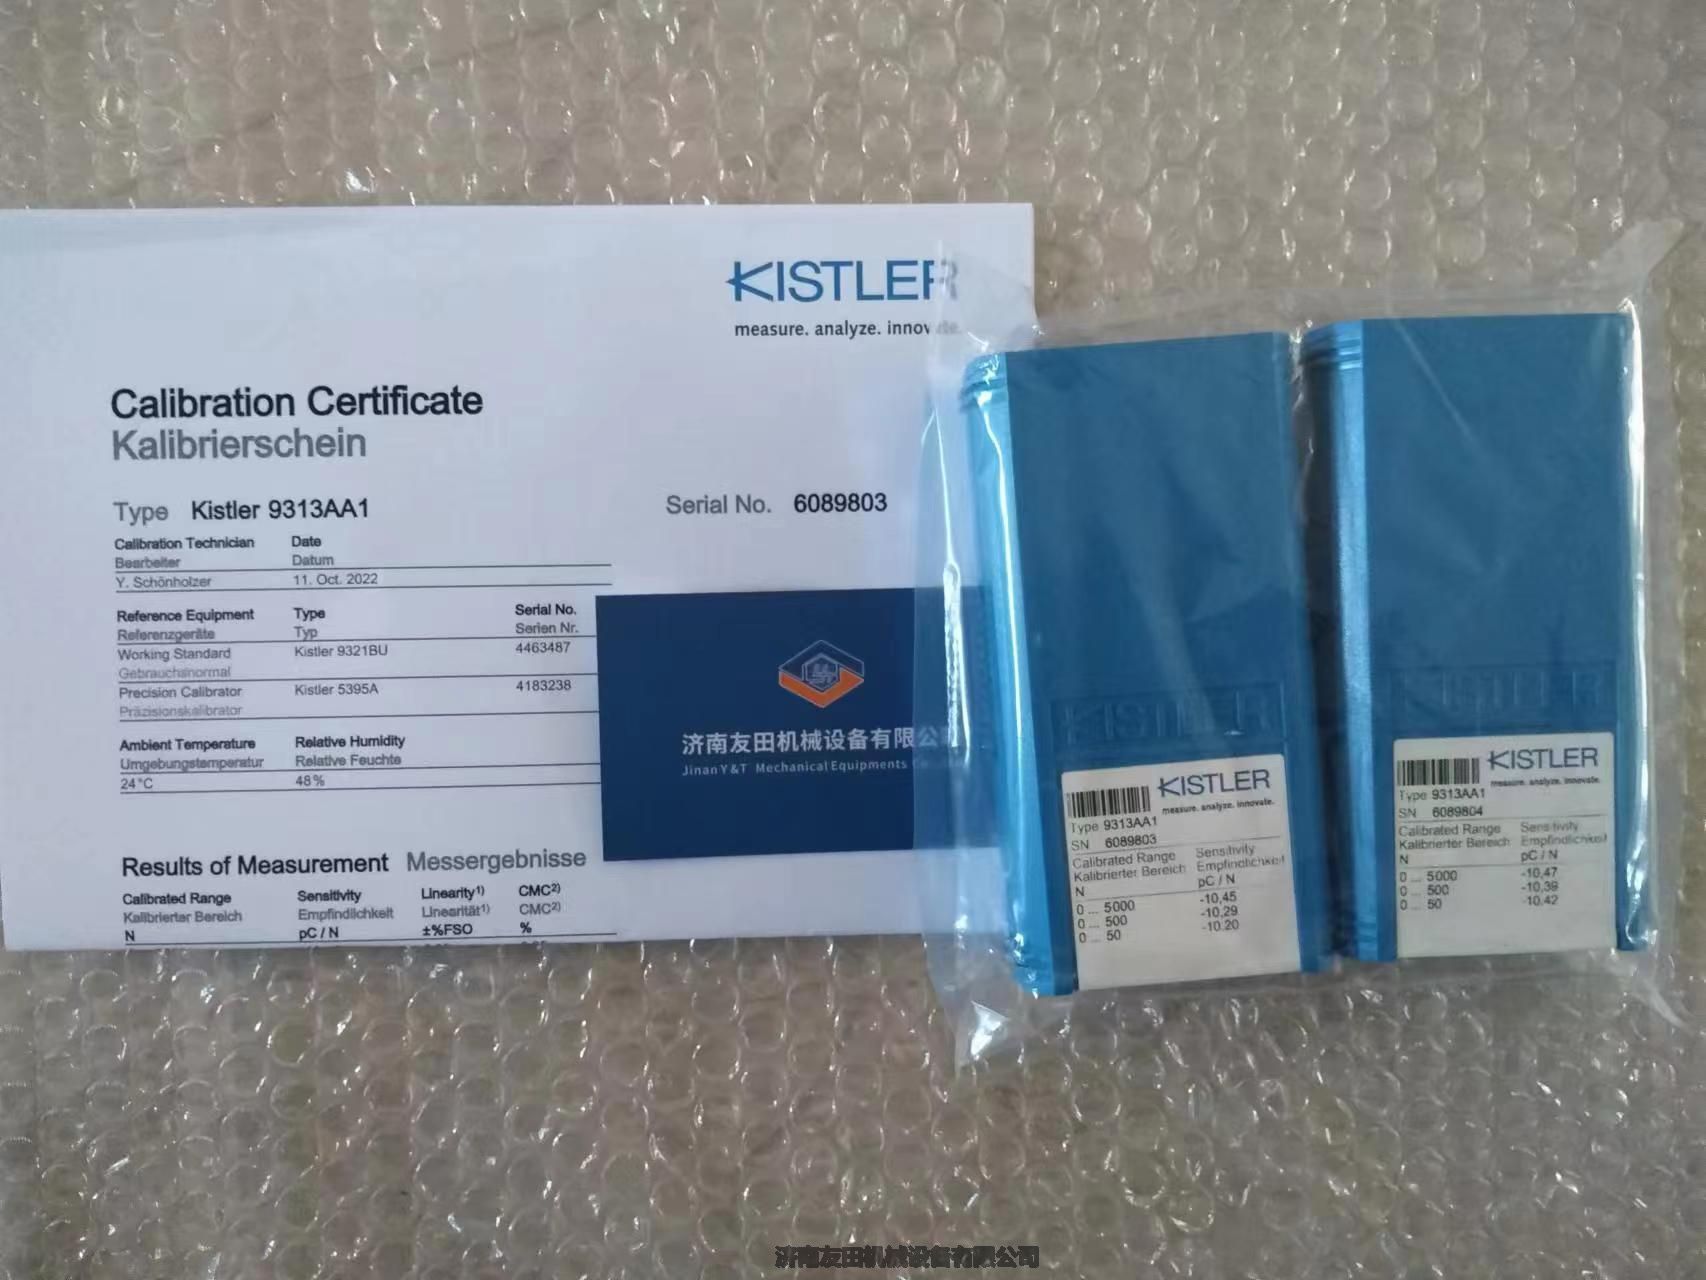 KISTLER
measure. analyze. innovate.
Calibration Certificate
Kalibrierschein
Type Kistler 9313AA1 Serial No. 6089803
Calibration Technician Date
Bearbeiter Datum
Y. Schönholzer 11. Oct. 2022
Reference Equipment Type Serial No.
Referenzgeräte Typ Serien Nr.
Working Standard Kistler 9321BU 4463487
Gebrauchsnormal
Precision Calibrator Kistler 5395A 4183238
Präzisionskalibrator
Ambient Temperature Relative Humidity
Umgebungstemperatur Relative Feuchte
24°C 48%
Results of Measurement Messergebnisse
Calibrated Range Sensitivity Linearity1) CMC2)
Kalibrierter Bereich Empfindlichkeit Linearität1) CMC2)
N pC / N ±%FSO %
济南友田机械设备有限公
Jinan Y&T Mechanical Equipments
KISTLER
KISTLER
measure. analyze. innovate.
Type 9313AA1
SN 6089803
Calibrated Range Sensitivity
Kalibrierter Bereich Empfindlichkeit
N pC / N
0 ... 5000 -10,45
0 ... 500 -10,29
0 ... 50 -10.20
KISTLER
KISTLER
measure. analyze. innovate.
Type 9313AA1
SN 6089804
Calibrated Range Sensitivity
Kalibrierter Bereich Empfindlichkeit
N pC / N
0 ... 5000 -10,47
0 ... 500 -10,39
0 ... 50 -10,42
济南友田机械设备有限公司